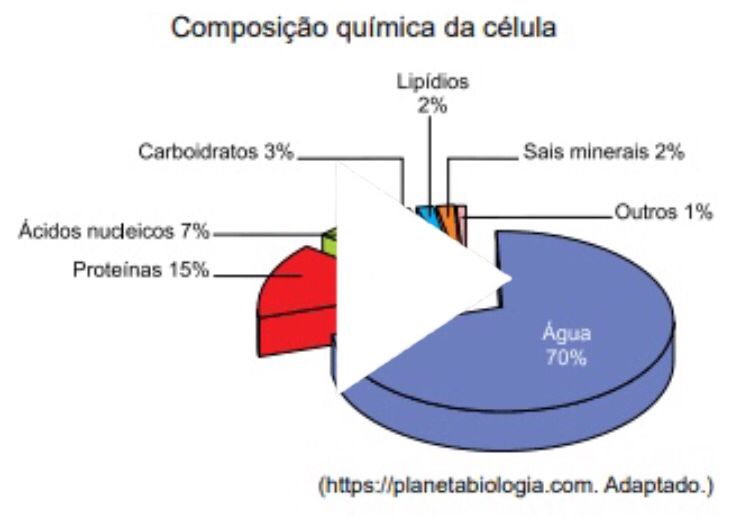 Composição química da célula
Lipídios
2%
Carboidratos 3%
Sais minerais 2%
Outros 1%
Ácidos nucleicos 7%
Proteínas 15%
Água
70%
(https://planetabiologia.com. Adaptado.)